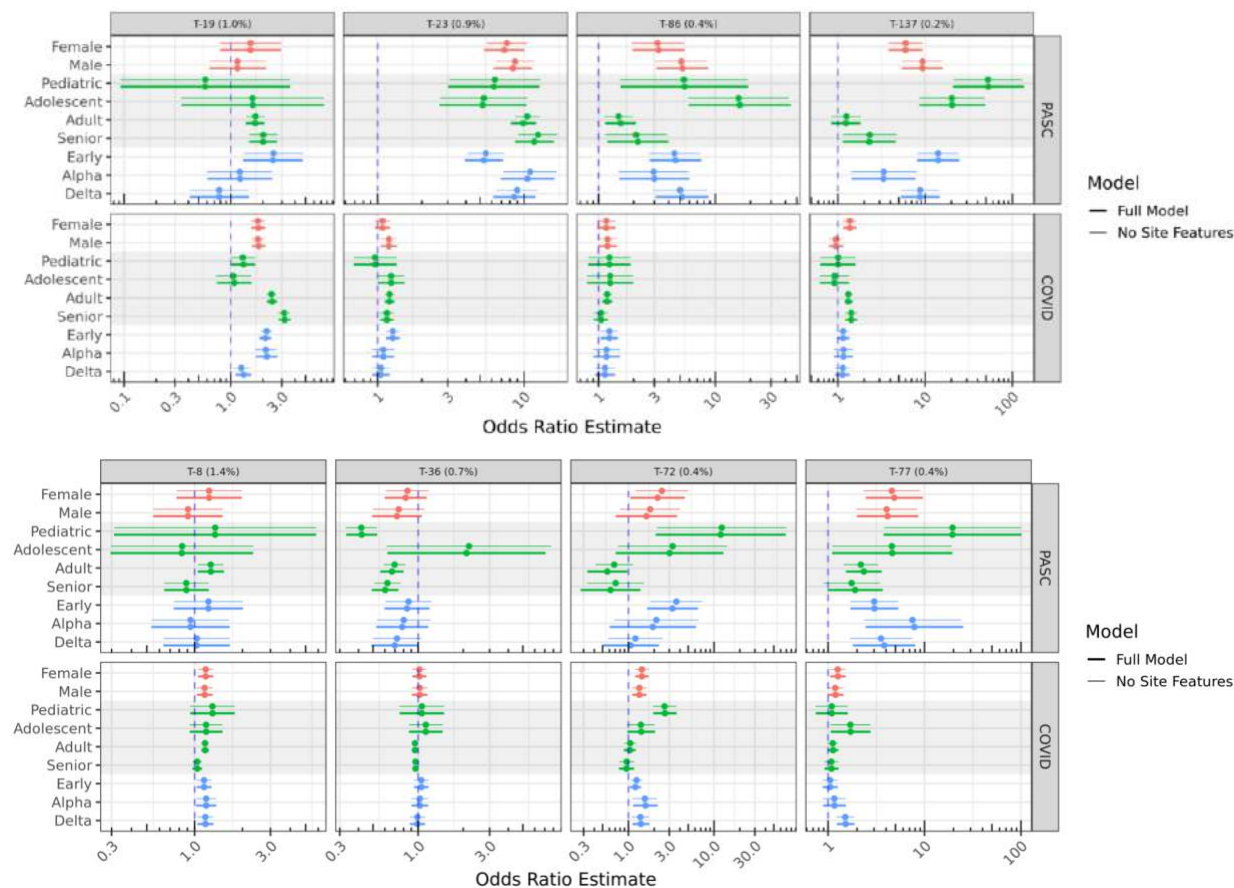 T-19 (1.0%) T-23 (0.9%) T-86 (0.4%) T-137 (0.2%)
Female
Male
Pediatric
Adolescent
Adult
Senior
Early
Alpha
Delta
PASC
Female
Male
Pediatric
Adolescent
Adult
Senior
Early
Alpha
Delta
COVID
0.1 0.3 1.0 3.0 1 3 10 1 3 10 30 1 10 100
Odds Ratio Estimate
Model
Full Model
No Site Features
T-8 (1.4%) T-36 (0.7%) T-72 (0.4%) T-77 (0.4%)
Female
Male
Pediatric
Adolescent
Adult
Senior
Early
Alpha
Delta
PASC
Female
Male
Pediatric
Adolescent
Adult
Senior
Early
Alpha
Delta
COVID
0.3 1.0 3.0 0.3 1.0 3.0 0.3 1.0 3.0 10.0 30.0 1 10 100
Odds Ratio Estimate
Model
Full Model
No Site Features